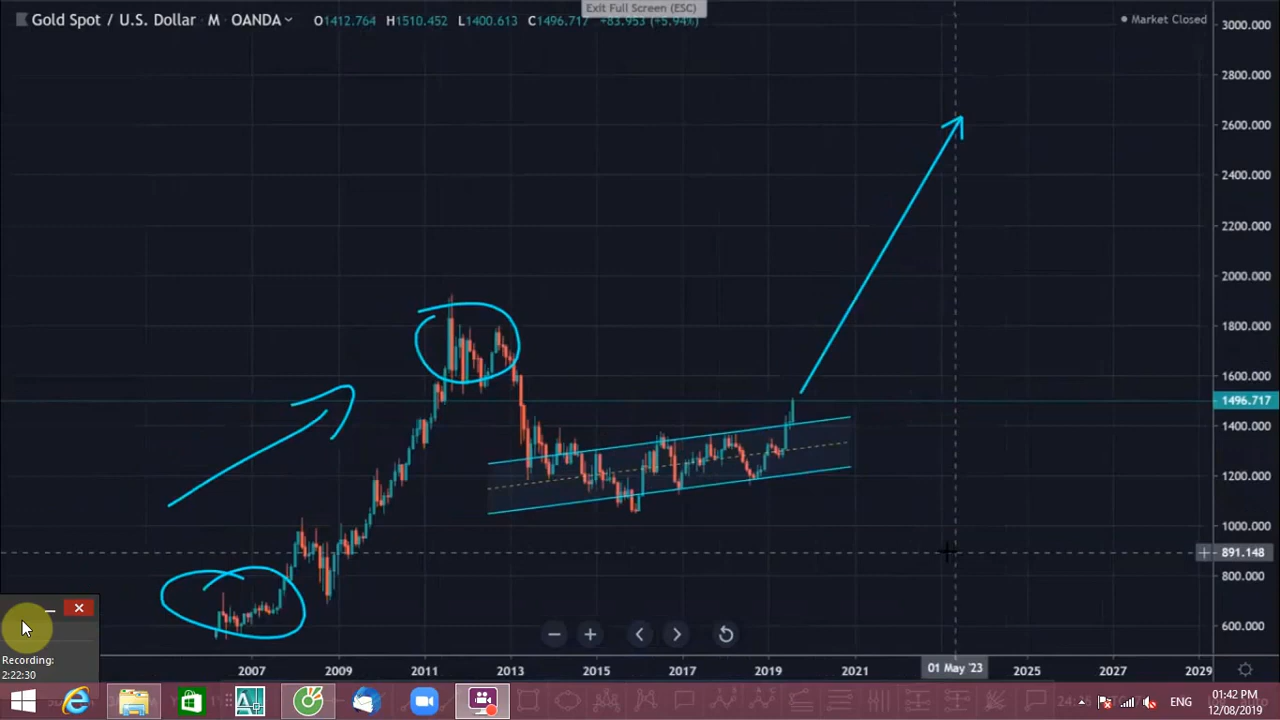 Gold Spot / U.S. Dollar · M · OANDA O1412.764 H1510.452 L1400.613 C1496.717 +83.953 (+5.94%)
Exit Full Screen (ESC)
Market Closed
3000.000
2800.000
2600.000
2400.000
2200.000
2000.000
1800.000
1600.000
1496.717
1400.000
1200.000
1000.000
891.148
800.000
600.000
Recording:
2:22:30
2007 2009 2011 2013 2015 2017 2019 2021 01 May '23 2025 2027 2029
ENG
01:42 PM
12/08/2019